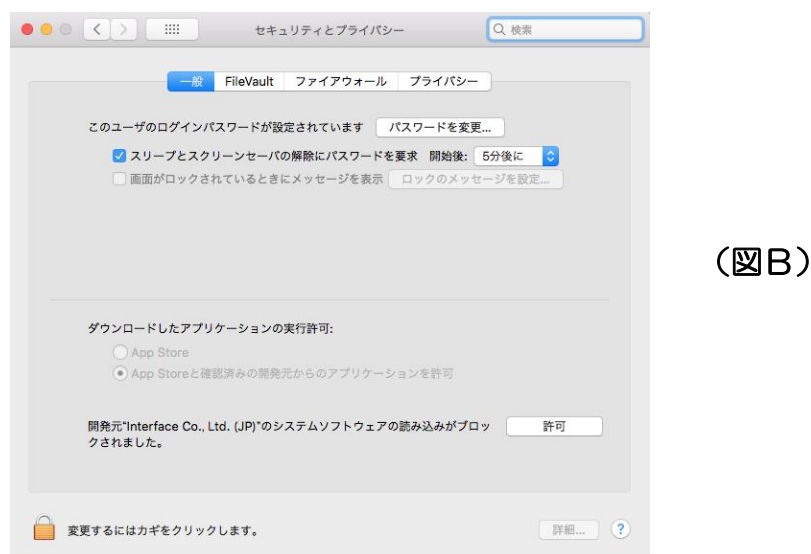 セキュリティとプライバシー
検索
一般 FileVault ファイアウォール プライバシー
このユーザのログインパスワードが設定されています パスワードを変更...
スリープとスクリーンセーバの解除にパスワードを要求 開始後: 5分後に
画面がロックされているときにメッセージを表示 ロックのメッセージを設定...
(図B)
ダウンロードしたアプリケーションの実行許可:
App Store
App Storeと確認済みの開発元からのアプリケーションを許可
開発元"Interface Co., Ltd. (JP)"のシステムソフトウェアの読み込みがブロッ
クされました。
許可
変更するにはカギをクリックします。
詳細... ?